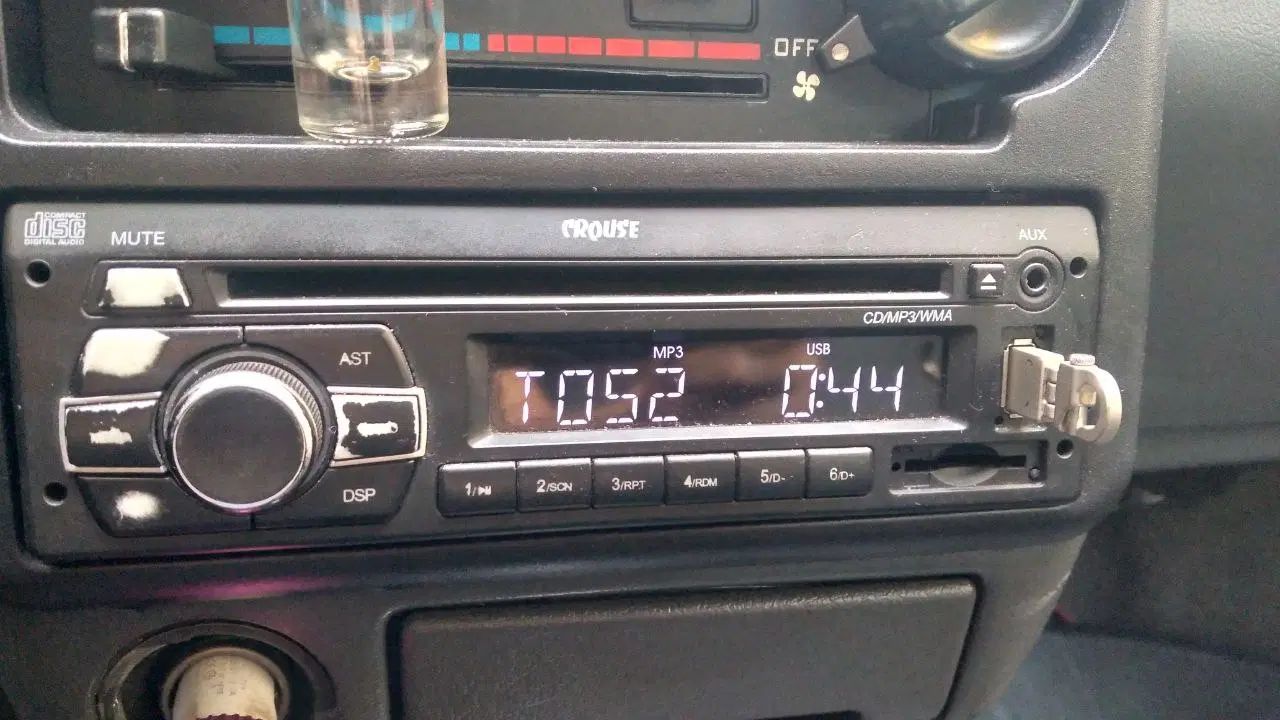 OFF
COMPACT
disc
DIGITAL AUDIO
MUTE
CROUSE
AUX
CD/MP3/WMA
AST
MP3 USB
T052 0:44
DSP
1/⏯
2/SCN
3/RPT
4/RDM
5/D-
6/D+